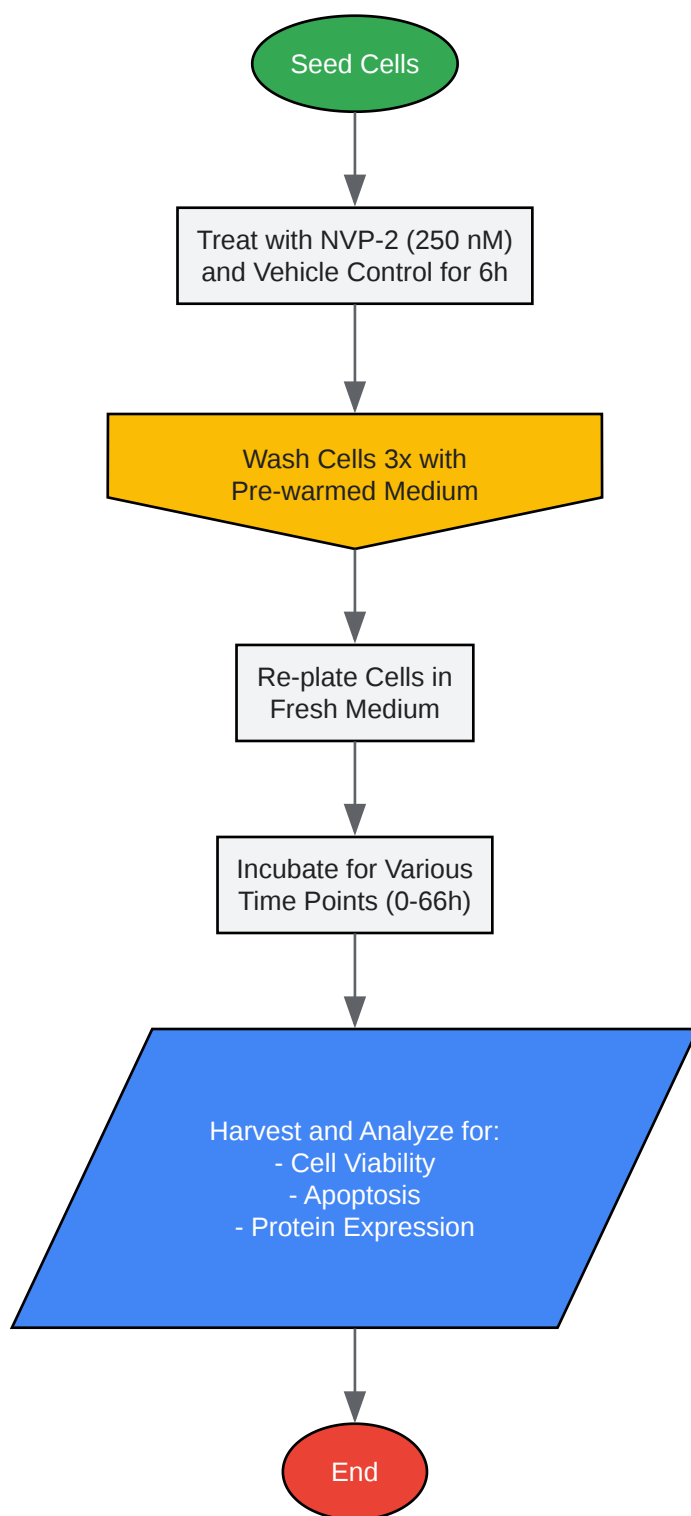 Seed Cells
Treat with NVP-2 (250 nM)
and Vehicle Control for 6h
Wash Cells 3x with
Pre-warmed Medium
Re-plate Cells in
Fresh Medium
Incubate for Various
Time Points (0-66h)
Harvest and Analyze for:
- Cell Viability
- Apoptosis
- Protein Expression
End